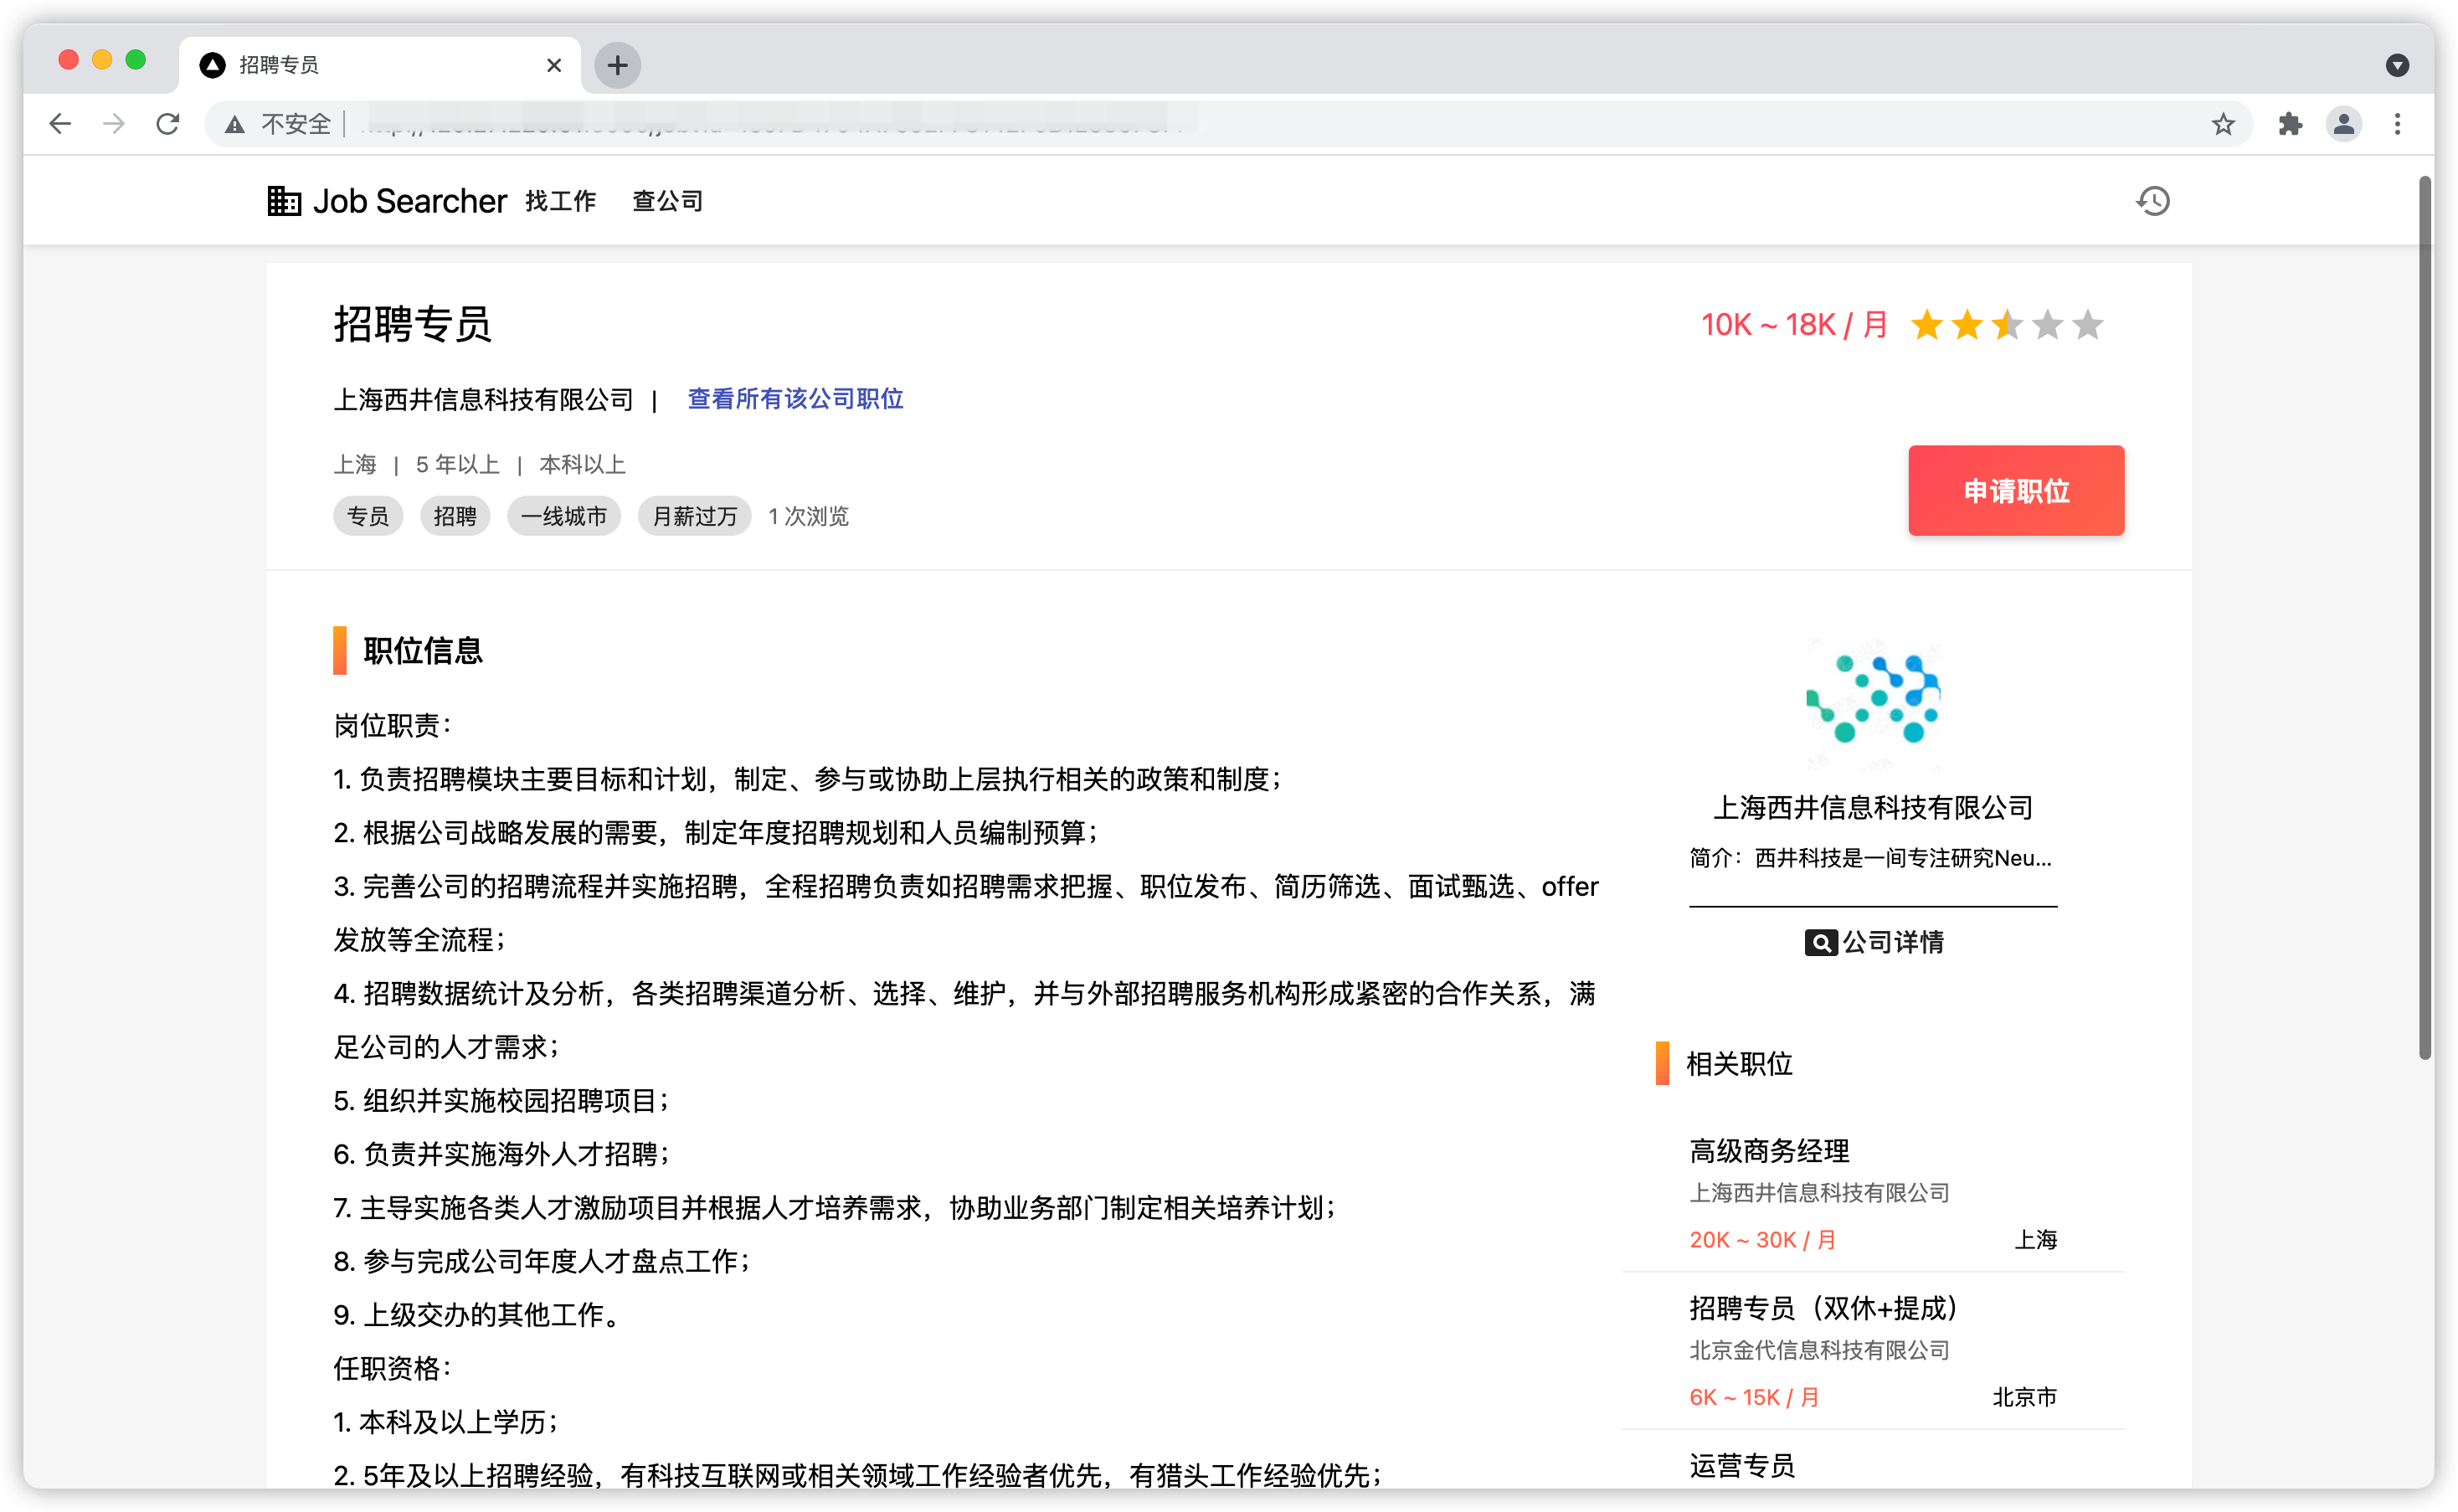 招聘专员
不安全
Job Searcher 找工作 查公司
招聘专员
10K ~ 18K / 月
上海西井信息科技有限公司 | 查看所有该公司职位
上海 | 5 年以上 | 本科以上
专员 招聘 一线城市 月薪过万 1 次浏览
申请职位
职位信息
岗位职责：
1. 负责招聘模块主要目标和计划，制定、参与或协助上层执行相关的政策和制度；
2. 根据公司战略发展的需要，制定年度招聘规划和人员编制预算；
3. 完善公司的招聘流程并实施招聘，全程招聘负责如招聘需求把握、职位发布、简历筛选、面试甄选、offer
发放等全流程；
4. 招聘数据统计及分析，各类招聘渠道分析、选择、维护，并与外部招聘服务机构形成紧密的合作关系，满
足公司的人才需求；
5. 组织并实施校园招聘项目；
6. 负责并实施海外人才招聘；
7. 主导实施各类人才激励项目并根据人才培养需求，协助业务部门制定相关培养计划；
8. 参与完成公司年度人才盘点工作；
9. 上级交办的其他工作。
任职资格：
1. 本科及以上学历；
2. 5年及以上招聘经验，有科技互联网或相关领域工作经验者优先，有猎头工作经验优先；
上海西井信息科技有限公司
简介：西井科技是一间专注研究Neu...
公司详情
相关职位
高级商务经理
上海西井信息科技有限公司
20K ~ 30K / 月 上海
招聘专员（双休+提成）
北京金代信息科技有限公司
6K ~ 15K / 月 北京市
运营专员